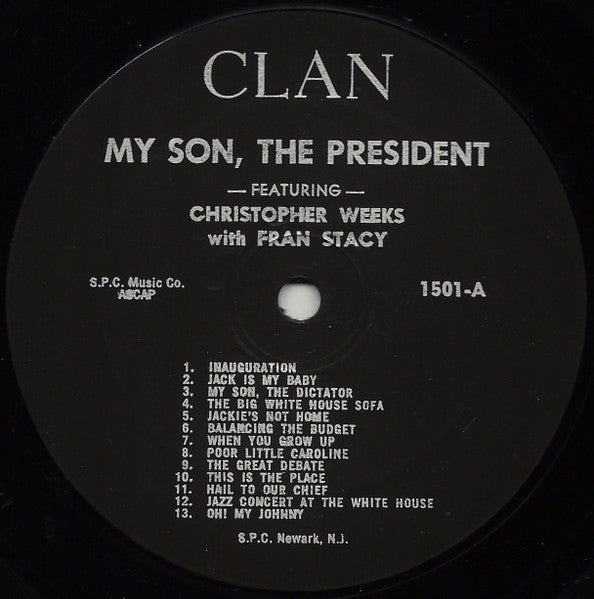 CLAN
MY SON, THE PRESIDENT
— FEATURING —
CHRISTOPHER WEEKS
with FRAN STACY
S.P.C. Music Co.
ASCAP
1501-A
1. INAUGURATION
2. JACK IS MY BABY
3. MY SON, THE DICTATOR
4. THE BIG WHITE HOUSE SOFA
5. JACKIE'S NOT HOME
6. BALANCING THE BUDGET
7. WHEN YOU GROW UP
8. POOR LITTLE CAROLINE
9. THE GREAT DEBATE
10. THIS IS THE PLACE
11. HAIL TO OUR CHIEF
12. JAZZ CONCERT AT THE WHITE HOUSE
13. OH! MY JOHNNY
S.P.C. Newark, N.J.